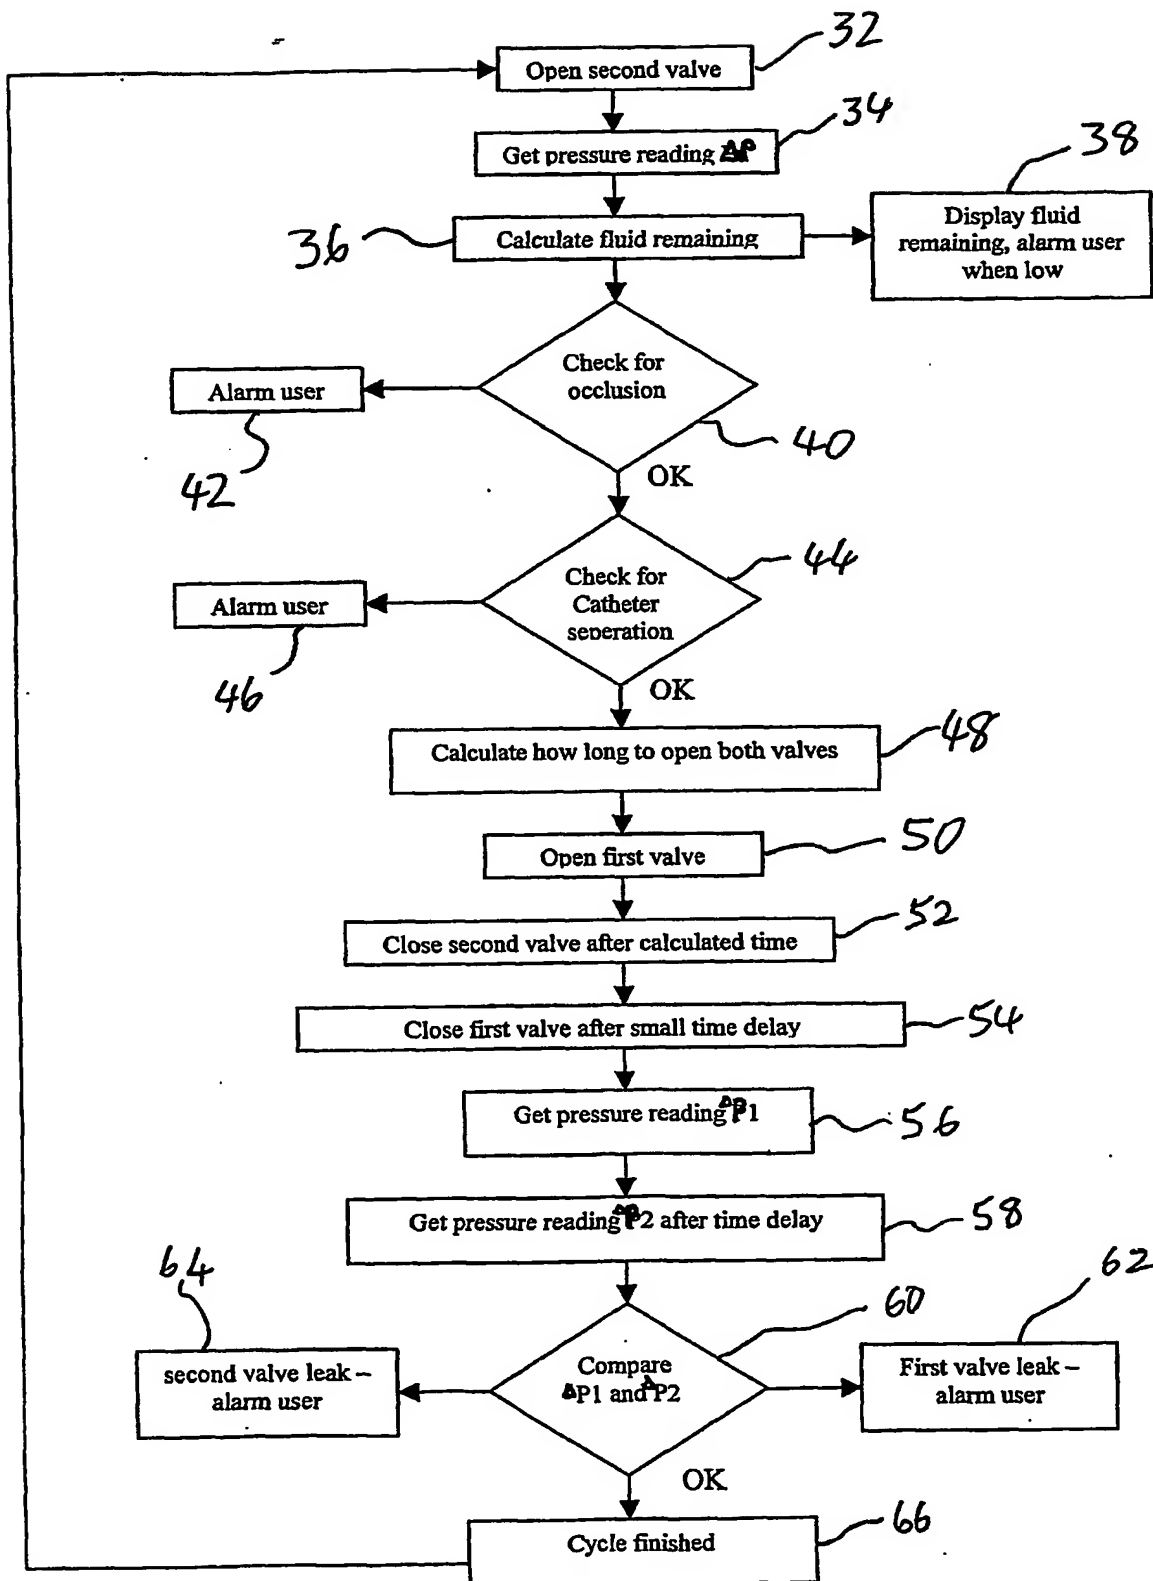 32
Open second valve
34
Get pressure reading ΔP
38
36
Calculate fluid remaining
Display fluid
remaining, alarm user
when low
Check for
occlusion
Alarm user
40
42
OK
44
Check for
Catheter
seperation
Alarm user
46
OK
48
Calculate how long to open both valves
50
Open first valve
52
Close second valve after calculated time
54
Close first valve after small time delay
Get pressure reading ΔP1
56
Get pressure reading ΔP2 after time delay
58
64
62
60
second valve leak –
alarm user
Compare
ΔP1 and ΔP2
First valve leak –
alarm user
OK
66
Cycle finished